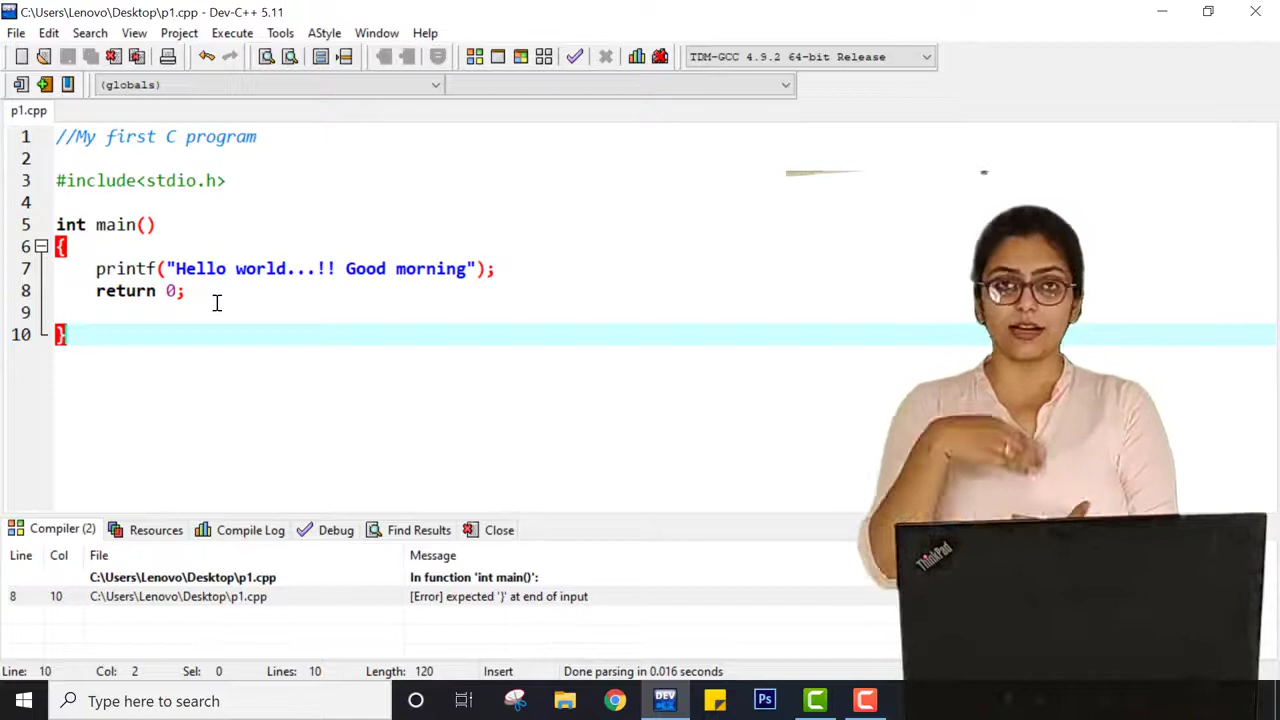 C:\Users\Lenovo\Desktop\p1.cpp - Dev-C++ 5.11
File Edit Search View Project Execute Tools AStyle Window Help
TDM-GCC 4.9.2 64-bit Release
(globals)
p1.cpp
1 //My first C program
2
3 #include<stdio.h>
4
5 int main()
6 {
7 printf("Hello world...!! Good morning");
8 return 0;
9
10 }
Compiler (2) Resources Compile Log Debug Find Results Close
Line Col File Message
C:\Users\Lenovo\Desktop\p1.cpp In function 'int main()':
8 10 C:\Users\Lenovo\Desktop\p1.cpp [Error] expected '}' at end of input
ThinkPad
Line: 10 Col: 2 Sel: 0 Lines: 10 Length: 120 Insert Done parsing in 0.016 seconds
Type here to search DEV Ps C C